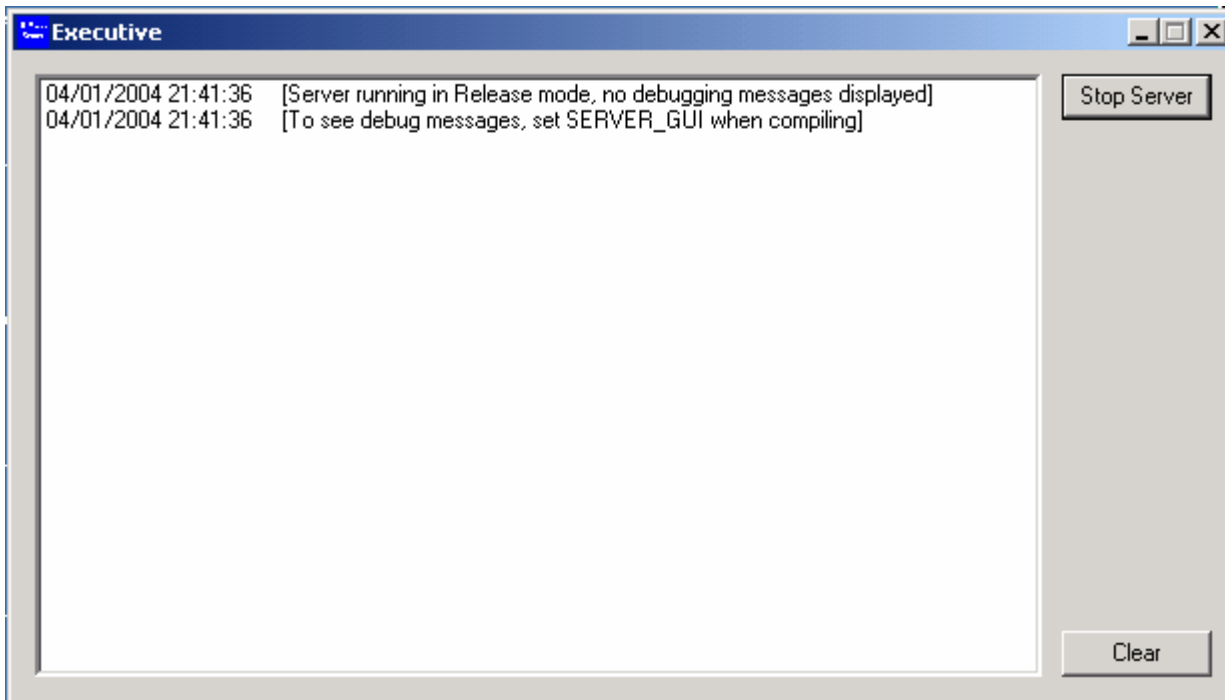 Executive
04/01/2004 21:41:36 [Server running in Release mode, no debugging messages displayed]
04/01/2004 21:41:36 [To see debug messages, set SERVER_GUI when compiling]
Stop Server
Clear